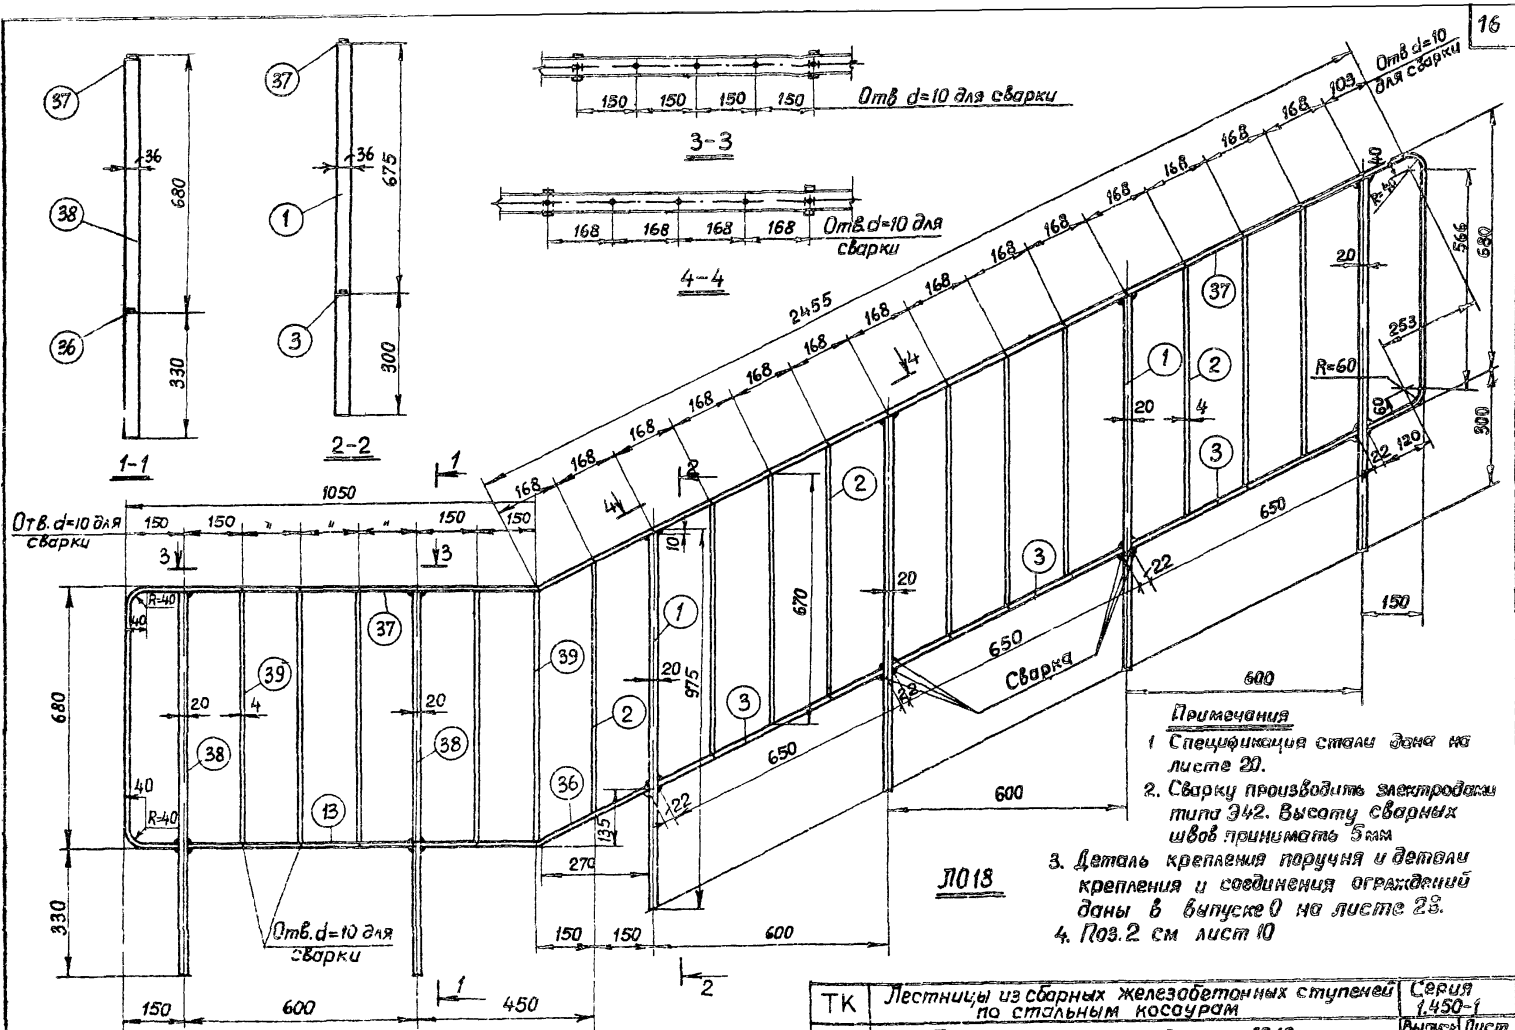 16
37
36
680
38
36
330
1-1
37
36
675
1
3
300
2-2
150 150 150 150
Отв d=10 для сварки
3-3
168 168 168 168
Отв. d=10 для
сварки
4-4
Отв. d=10
для сварки
103
168 168 168 168 168 168 168 168 168 168 168 168 168 168
2455
40
20
566
680
253
R=60
60
22
120
300
37
1
2
20
4
3
650
22
150
600
4
4
2
1
1050
Отв. d=10 для
сварки
150 150 " " " 150 150
3
3
R=40
40
37
39
20
4
20
38
38
680
40
R=40
13
39
2
36
10
1
20
975
670
2
20
3
3
650
22
650
22
135
270
Сварка
600
330
Отв. d=10 для
сварки
150 150
600
150
600
450
1
2
ЛО18
Примечания
1 Спецификация стали дана на
листе 20.
2. Сварку производить электродами
типа Э42. Высоту сварных
швов принимать 5мм
3. Деталь крепления поручня и детали
крепления и соединения ограждений
даны в выпуске 0 на листе 28.
4. Поз. 2 см лист 10
ТК
Лестницы из сборных железобетонных ступеней
по стальным косоурам
Серия
1.450-1
Выпуск Лист